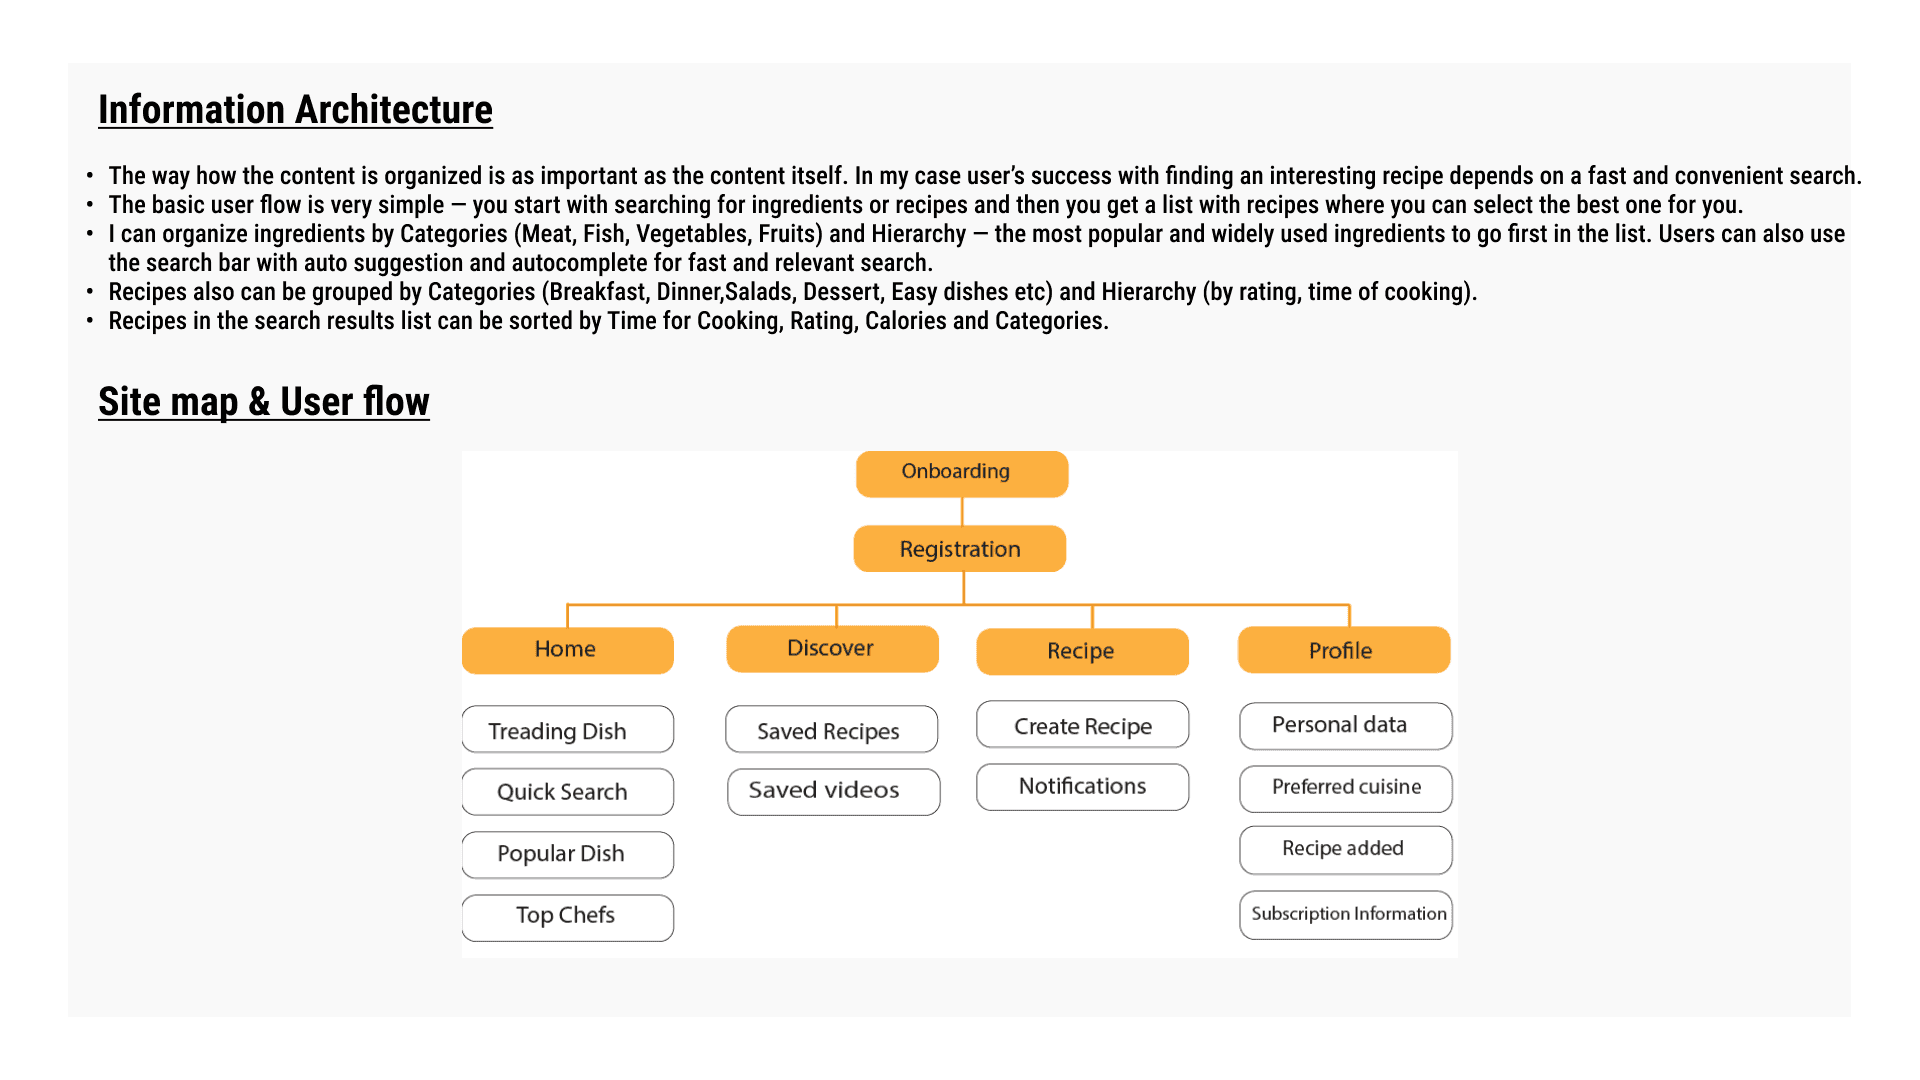 Information Architecture
• The way how the content is organized is as important as the content itself. In my case user’s success with finding an interesting recipe depends on a fast and convenient search.
• The basic user flow is very simple — you start with searching for ingredients or recipes and then you get a list with recipes where you can select the best one for you.
• I can organize ingredients by Categories (Meat, Fish, Vegetables, Fruits) and Hierarchy — the most popular and widely used ingredients to go first in the list. Users can also use
the search bar with auto suggestion and autocomplete for fast and relevant search.
• Recipes also can be grouped by Categories (Breakfast, Dinner,Salads, Dessert, Easy dishes etc) and Hierarchy (by rating, time of cooking).
• Recipes in the search results list can be sorted by Time for Cooking, Rating, Calories and Categories.
Site map & User flow
Onboarding
Registration
Home
Discover
Recipe
Profile
Treading Dish
Saved Recipes
Create Recipe
Personal data
Quick Search
Saved videos
Notifications
Preferred cuisine
Popular Dish
Recipe added
Top Chefs
Subscription Information